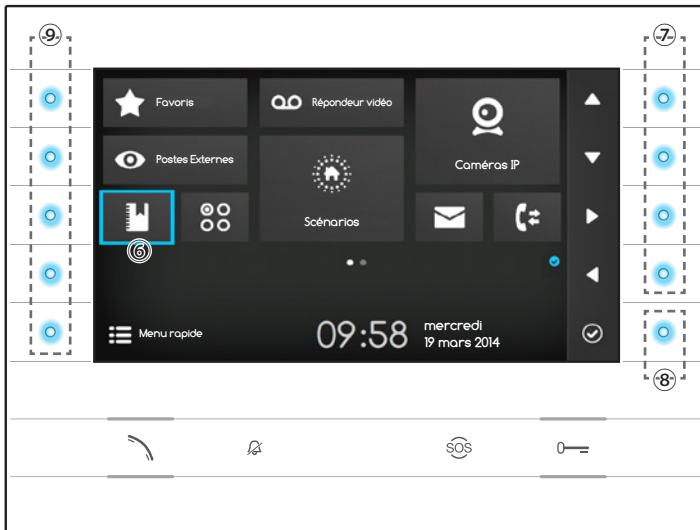 ⑨
⑦
Favoris
Répondeur vidéo
Postes Externes
Caméras IP
Scénarios
⑥
Menu rapide
09:58
mercredi
19 mars 2014
⑧
SOS